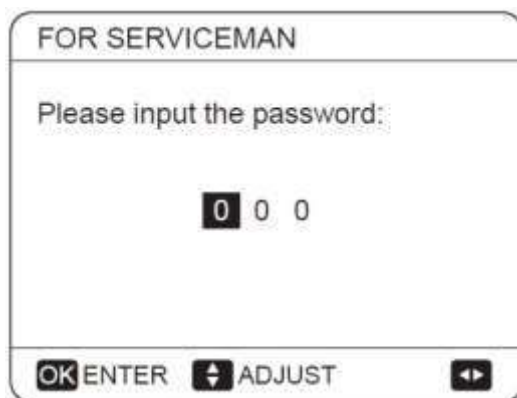 FOR SERVICEMAN
Please input the password:
0 0 0
OK ENTER ADJUST